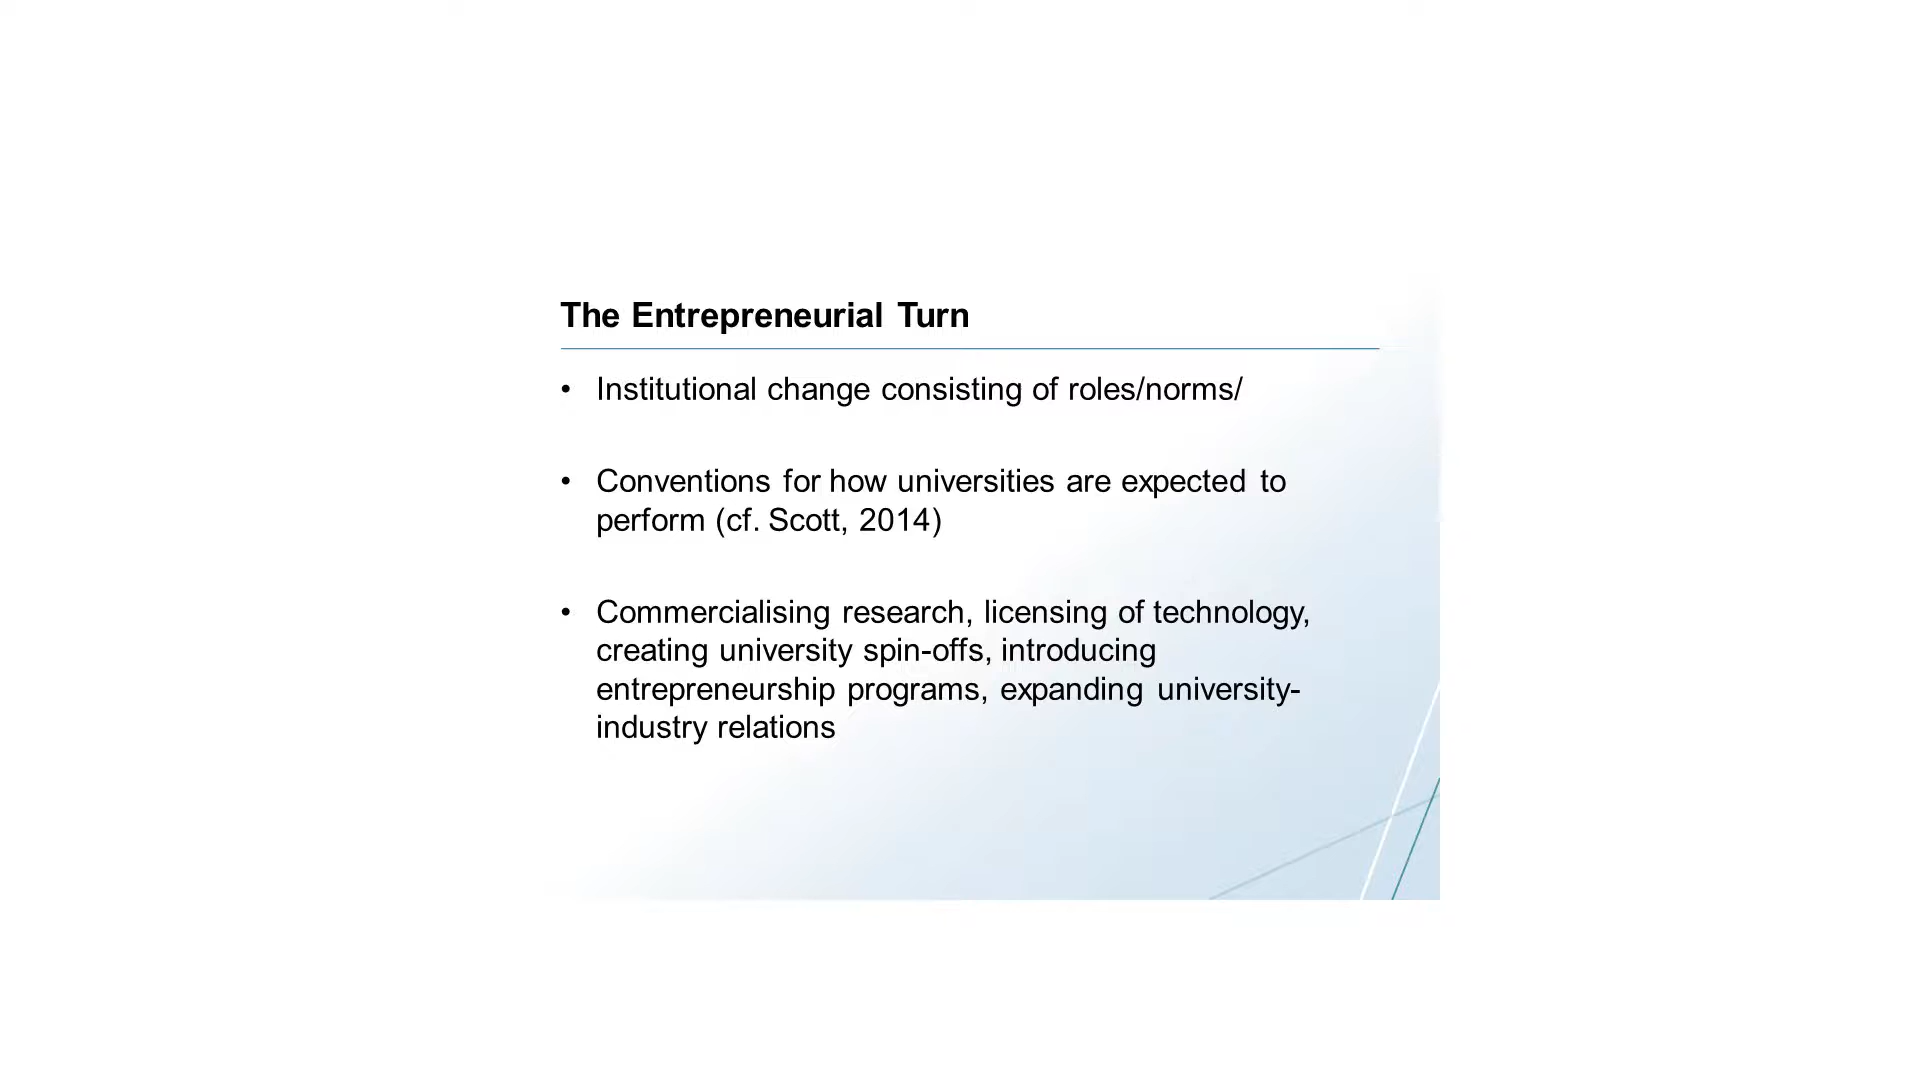 The Entrepreneurial Turn
• Institutional change consisting of roles/norms/
• Conventions for how universities are expected to
perform (cf. Scott, 2014)
• Commercialising research, licensing of technology,
creating university spin-offs, introducing
entrepreneurship programs, expanding university-
industry relations